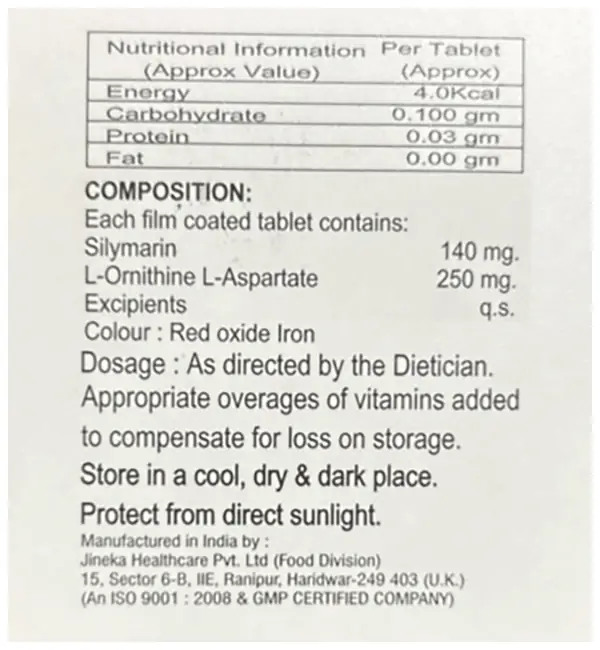 Nutritional Information Per Tablet
(Approx Value) (Approx)
Energy 4.0Kcal
Carbohydrate 0.100 gm
Protein 0.03 gm
Fat 0.00 gm
COMPOSITION:
Each film coated tablet contains:
Silymarin 140 mg.
L-Ornithine L-Aspartate 250 mg.
Excipients q.s.
Colour : Red oxide Iron
Dosage : As directed by the Dietician.
Appropriate overages of vitamins added
to compensate for loss on storage.
Store in a cool, dry & dark place.
Protect from direct sunlight.
Manufactured in India by :
Jineka Healthcare Pvt. Ltd (Food Division)
15, Sector 6-B, IIE, Ranipur, Haridwar-249 403 (U.K.)
(An ISO 9001 : 2008 & GMP CERTIFIED COMPANY)